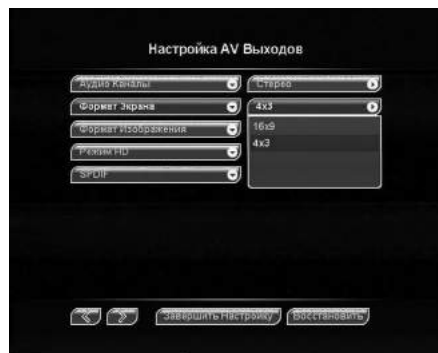 Настройка AV Выходов
Аудио Каналы
Стерео
Формат Экрана
4x3
Формат Изображения
16x9
4x3
Режим HD
SPDIF
Завершить Настройку
Восстановить